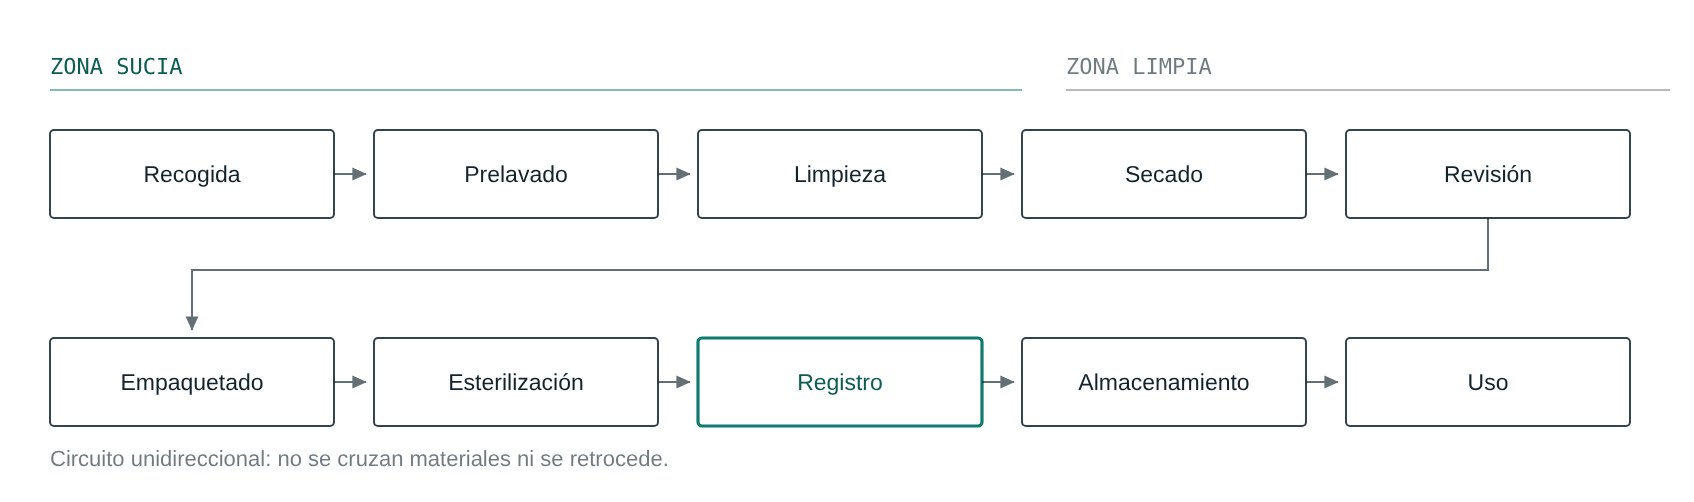 ZONA SUCIA
ZONA LIMPIA
Recogida
Prelavado
Limpieza
Secado
Revisión
Empaquetado
Esterilización
Registro
Almacenamiento
Uso
Circuito unidireccional: no se cruzan materiales ni se retrocede.